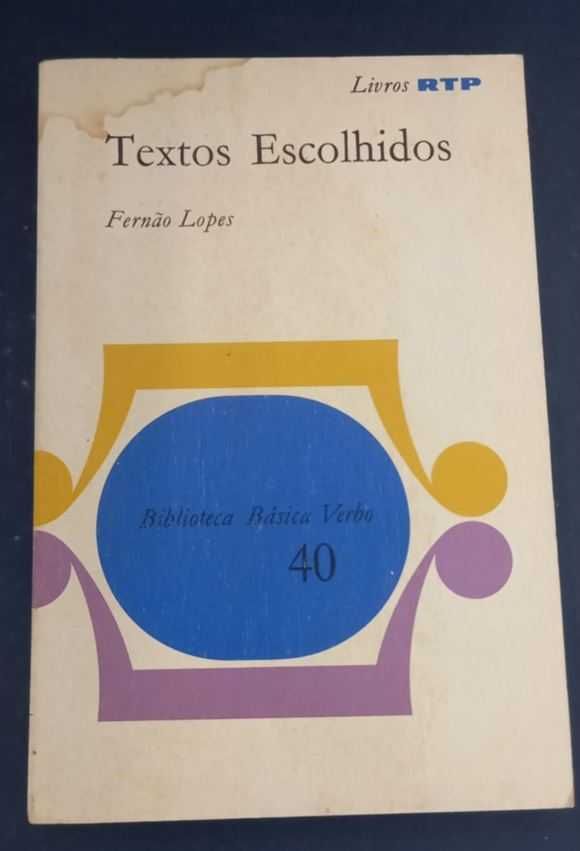 Livros RTP
Textos Escolhidos
Fernão Lopes
Biblioteca Básica Verbo
40